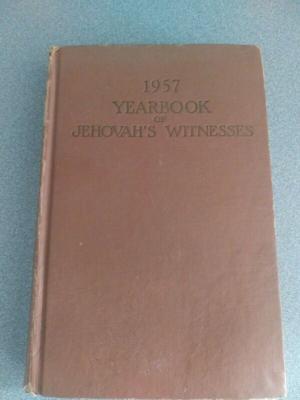 1957
YEARBOOK
OF
JEHOVAH'S WITNESSES